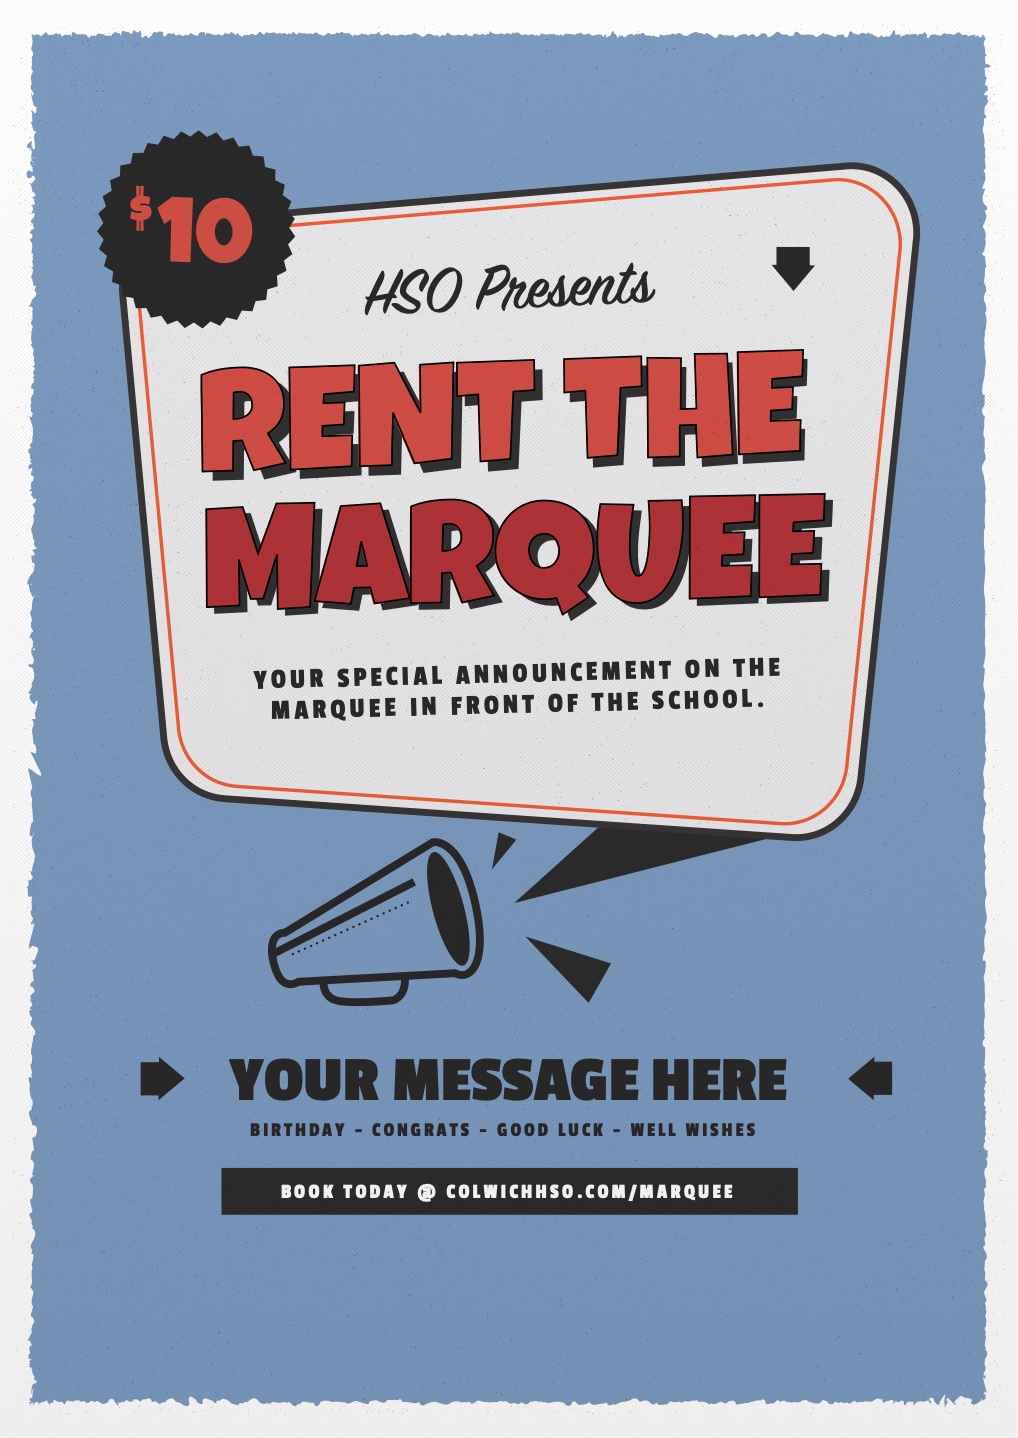 $10
HSO Presents
RENT THE
MARQUEE
YOUR SPECIAL ANNOUNCEMENT ON THE
MARQUEE IN FRONT OF THE SCHOOL.
YOUR MESSAGE HERE
BIRTHDAY - CONGRATS - GOOD LUCK - WELL WISHES
BOOK TODAY @ COLWICHHSO.COM/MARQUEE